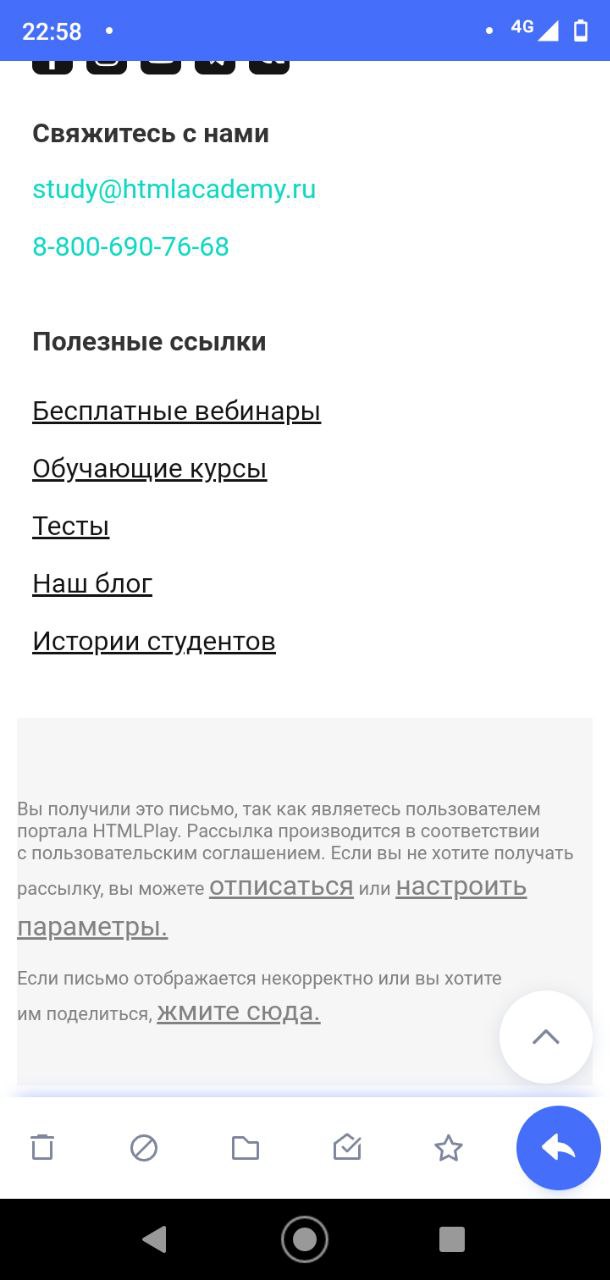 22:58
4G
Свяжитесь с нами
study@htmlacademy.ru
8-800-690-76-68
Полезные ссылки
Бесплатные вебинары
Обучающие курсы
Тесты
Наш блог
Истории студентов
Вы получили это письмо, так как являетесь пользователем
портала HTMLPlay. Рассылка производится в соответствии
с пользовательским соглашением. Если вы не хотите получать
рассылку, вы можете отписаться или настроить
параметры.
Если письмо отображается некорректно или вы хотите
им поделиться, жмите сюда.